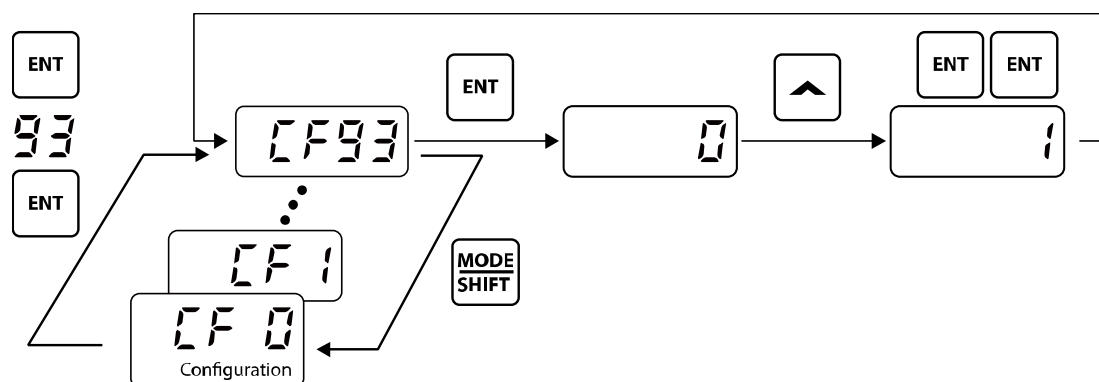 ENT
93
ENT
CF93
ENT
0
ENT ENT
1
CF 1
CF 0
Configuration
MODE
SHIFT